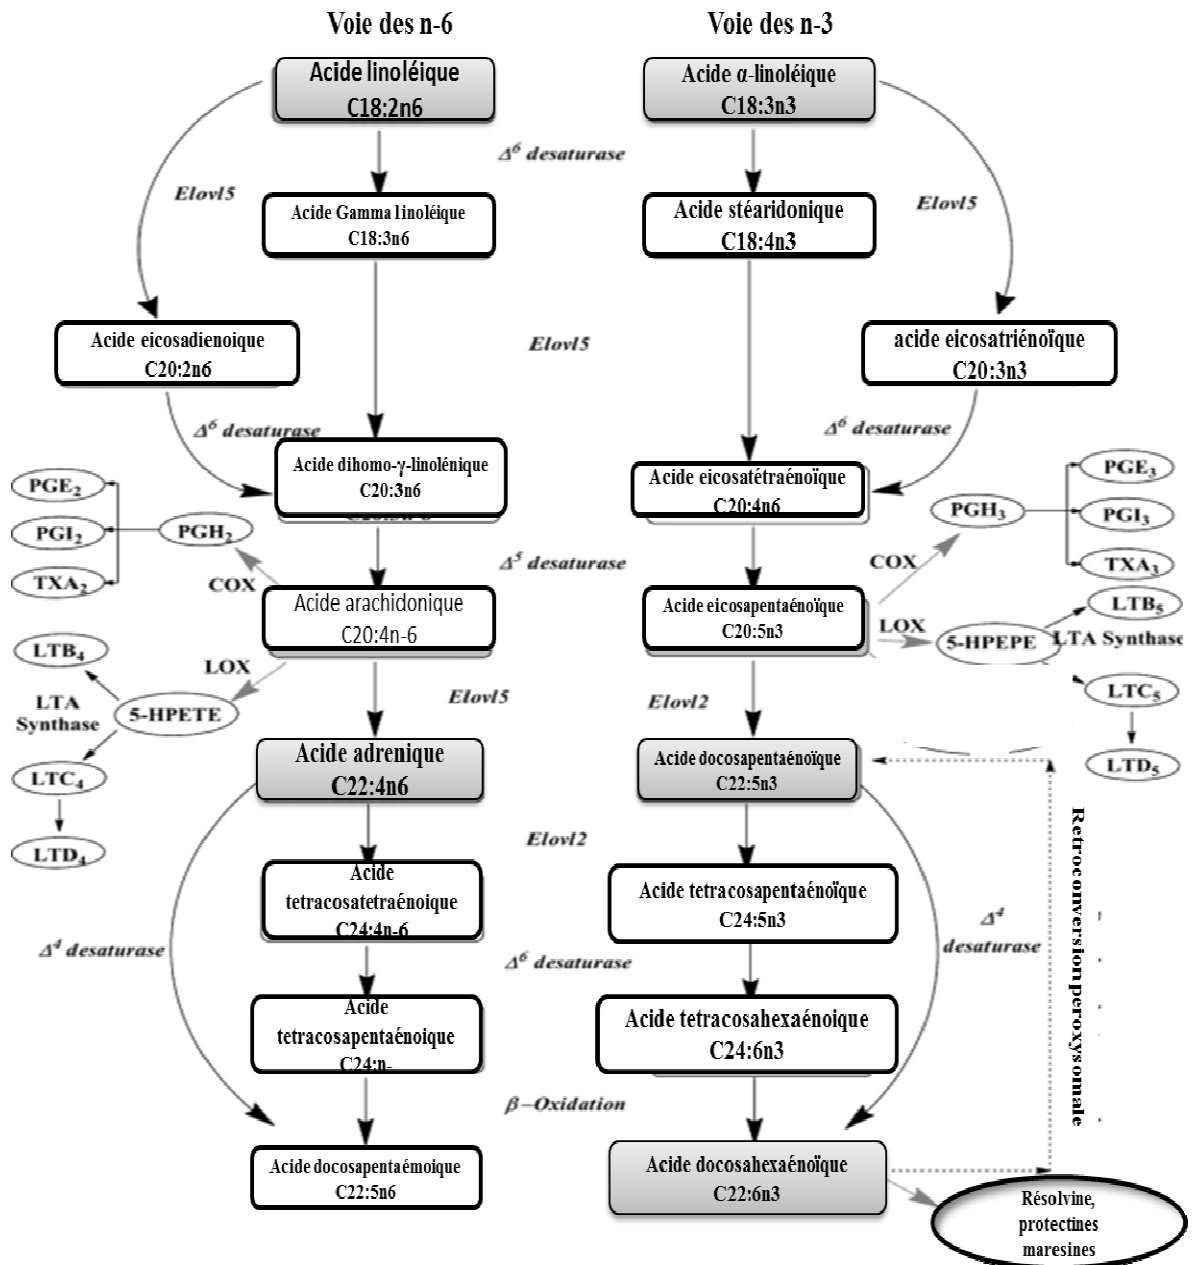 Voie des n-6
Voie des n-3
Acide linoléique
C18:2n6
Acide α-linoléique
C18:3n3
Δ⁶ desaturase
Elovl5
Elovl5
Acide Gamma linoléique
C18:3n6
Acide stéaridonique
C18:4n3
Acide eicosadienoique
C20:2n6
Elovl5
acide eicosatriénoïque
C20:3n3
Δ⁶ desaturase
Δ⁶ desaturase
Acide dihomo-γ-linolénique
C20:3n6
Acide eicosatétraénoïque
C20:4n6
PGE₂
PGI₂
TXA₂
PGH₂
COX
PGH₃
PGE₃
PGI₃
TXA₃
COX
Δ⁵ desaturase
Acide arachidonique
C20:4n-6
Acide eicosapentaénoïque
C20:5n3
LOX
5-HPEPE
LTB₅
LTA Synthase
LTC₅
LTD₅
LTB₄
LOX
LTA
Synthase
5-HPETE
LTC₄
LTD₄
Elovl5
Elovl2
Acide adrenique
C22:4n6
Acide docosapentaénoïque
C22:5n3
Elovl2
Acide
tetracosatetraénoique
C24:4n-6
Acide tetracosapentaénoïque
C24:5n3
Δ⁴ desaturase
Δ⁶ desaturase
Δ⁴
desaturase
Retroconversion peroxysomale
Acide
tetracosapentaénoique
C24:n-
Acide tetracosahexaénoique
C24:6n3
β-Oxidation
Acide docosapentaémoique
C22:5n6
Acide docosahexaénoïque
C22:6n3
Résolvine,
protectines
maresines